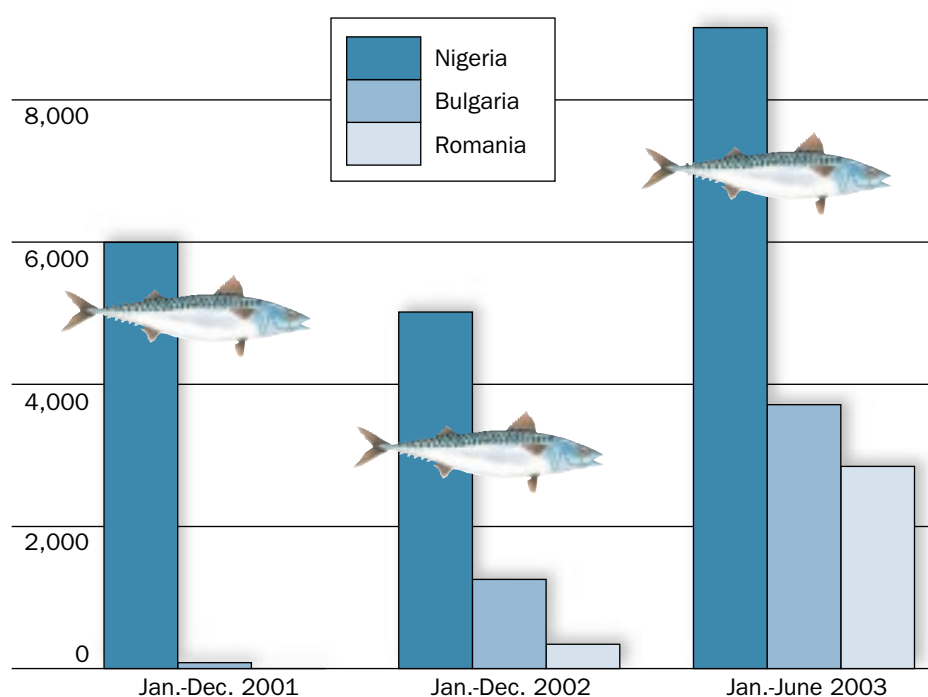 Nigeria
Bulgaria
Romania
8,000
6,000
4,000
2,000
0
Jan.-Dec. 2001
Jan.-Dec. 2002
Jan.-June 2003